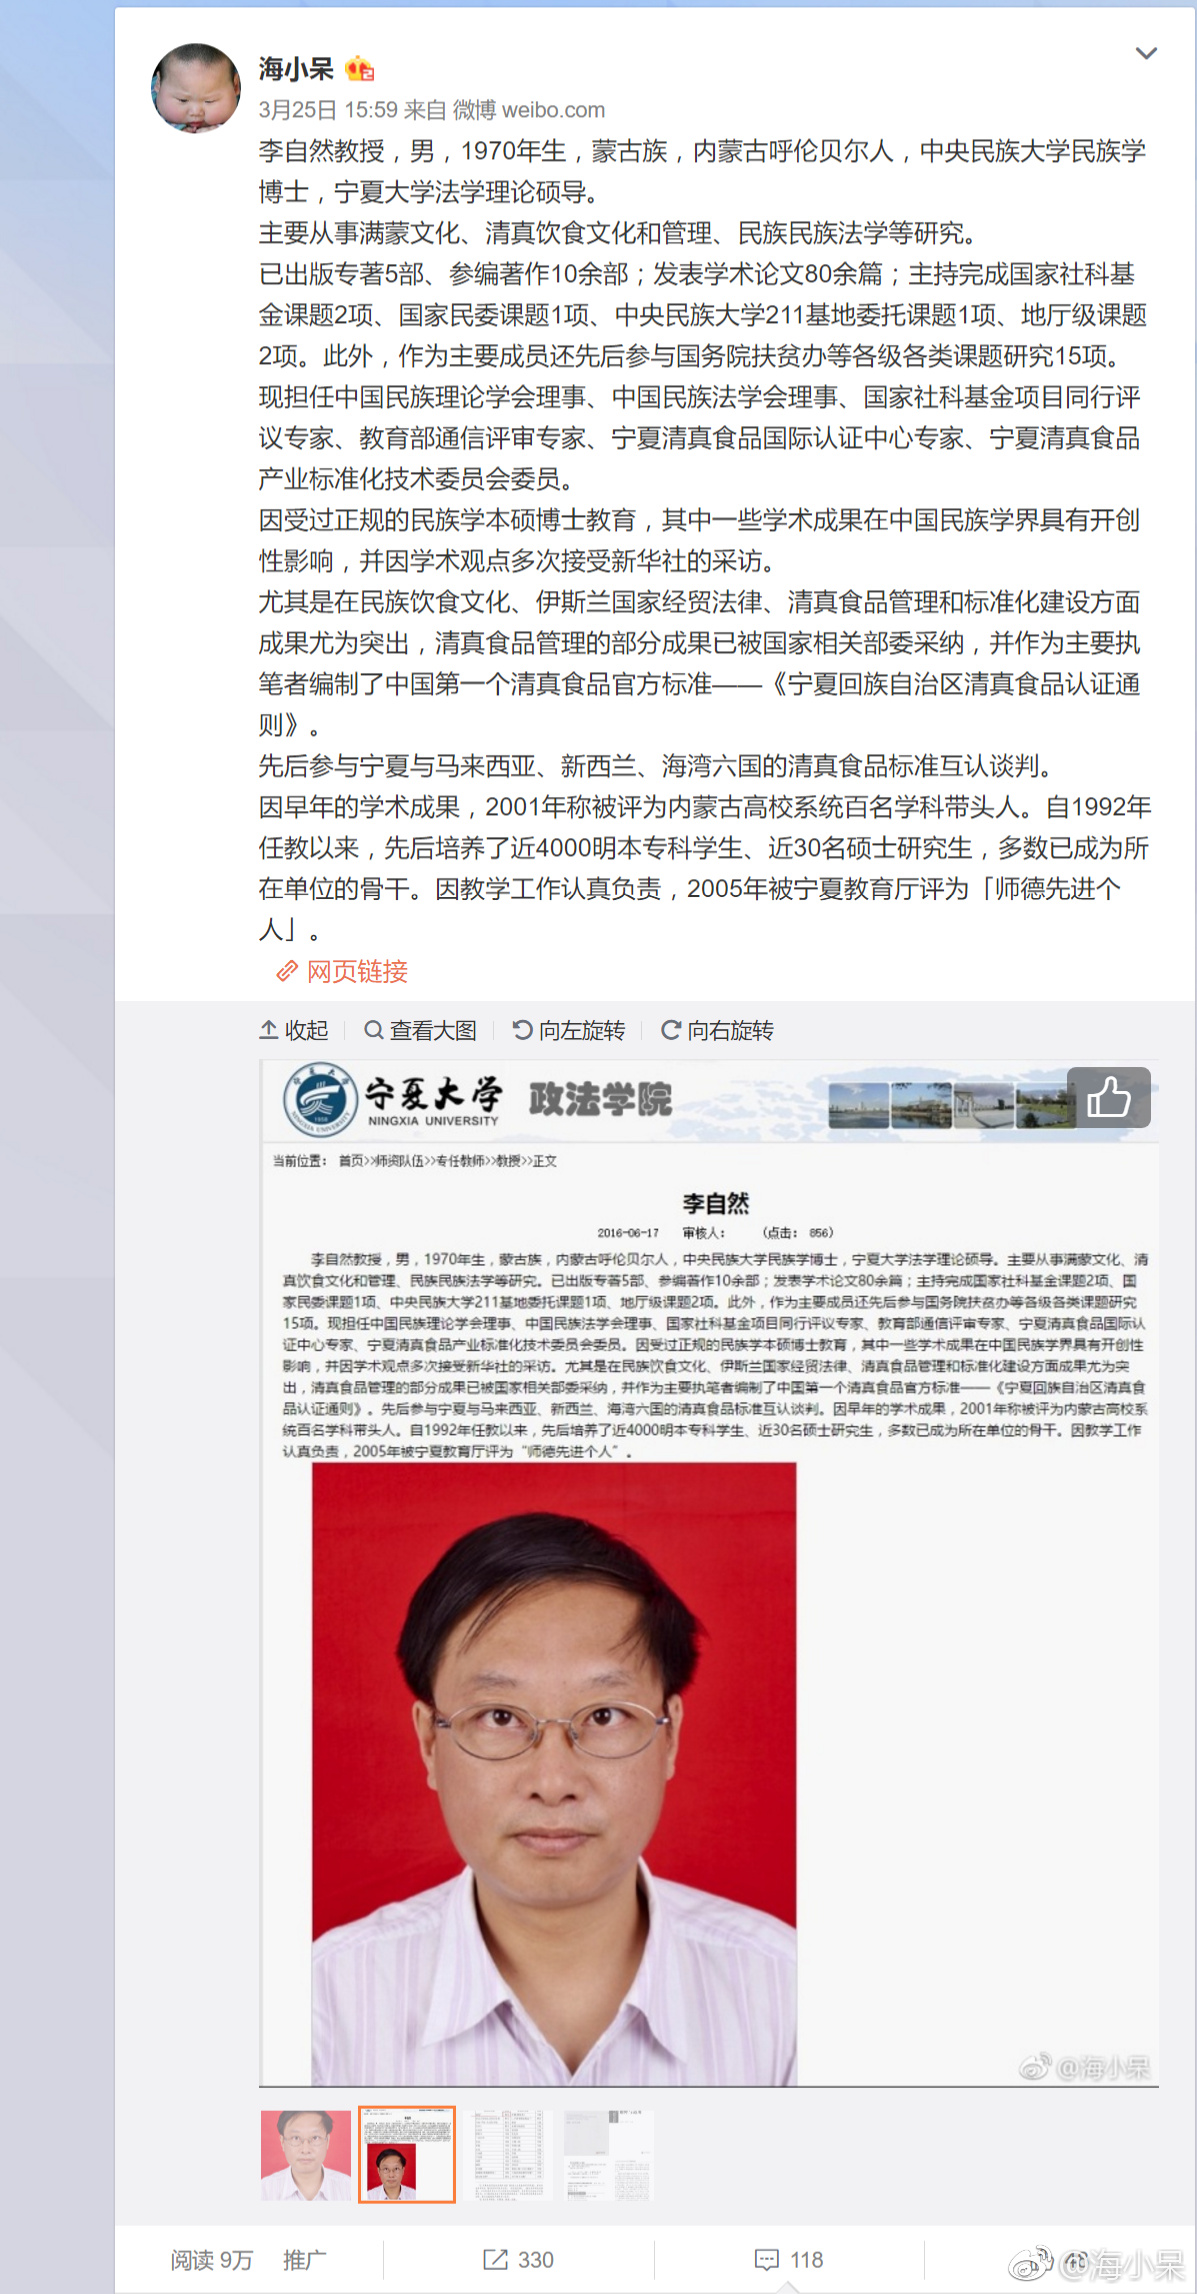 海小呆
3月25日 15:59 来自 微博 weibo.com
李自然教授，男，1970年生，蒙古族，内蒙古呼伦贝尔人，中央民族大学民族学
博士，宁夏大学法学理论硕导。
主要从事满蒙文化、清真饮食文化和管理、民族民族法学等研究。
已出版专著5部、参编著作10余部；发表学术论文80余篇；主持完成国家社科基
金课题2项、国家民委课题1项、中央民族大学211基地委托课题1项、地厅级课题
2项。此外，作为主要成员还先后参与国务院扶贫办等各级各类课题研究15项。
现担任中国民族理论学会理事、中国民族法学会理事、国家社科基金项目同行评
议专家、教育部通信评审专家、宁夏清真食品国际认证中心专家、宁夏清真食品
产业标准化技术委员会委员。
因受过正规的民族学本硕博士教育，其中一些学术成果在中国民族学界具有开创
性影响，并因学术观点多次接受新华社的采访。
尤其是在民族饮食文化、伊斯兰国家经贸法律、清真食品管理和标准化建设方面
成果尤为突出，清真食品管理的部分成果已被国家相关部委采纳，并作为主要执
笔者编制了中国第一个清真食品官方标准——《宁夏回族自治区清真食品认证通
则》。
先后参与宁夏与马来西亚、新西兰、海湾六国的清真食品标准互认谈判。
因早年的学术成果，2001年称被评为内蒙古高校系统百名学科带头人。自1992年
任教以来，先后培养了近4000明本专科学生、近30名硕士研究生，多数已成为所
在单位的骨干。因教学工作认真负责，2005年被宁夏教育厅评为「师德先进个
人」。
网页链接
收起 查看大图 向左旋转 向右旋转
宁夏大学 政法学院
NINGXIA UNIVERSITY
当前位置： 首页>>师资队伍>>专任教师>>教授>>正文
李自然
2016-06-17 审核人： （点击： 856）
李自然教授，男，1970年生，蒙古族，内蒙古呼伦贝尔人，中央民族大学民族学博士，宁夏大学法学理论硕导。主要从事满蒙文化、清
真饮食文化和管理、民族民族法学等研究。已出版专著5部、参编著作10余部；发表学术论文80余篇；主持完成国家社科基金课题2项、国
家民委课题1项、中央民族大学211基地委托课题1项、地厅级课题2项。此外，作为主要成员还先后参与国务院扶贫办等各级各类课题研究
15项。现担任中国民族理论学会理事、中国民族法学会理事、国家社科基金项目同行评议专家、教育部通信评审专家、宁夏清真食品国际认
证中心专家、宁夏清真食品产业标准化技术委员会委员。因受过正规的民族学本硕博士教育，其中一些学术成果在中国民族学界具有开创性
影响，并因学术观点多次接受新华社的采访。尤其是在民族饮食文化、伊斯兰国家经贸法律、清真食品管理和标准化建设方面成果尤为突
出，清真食品管理的部分成果已被国家相关部委采纳，并作为主要执笔者编制了中国第一个清真食品官方标准——《宁夏回族自治区清真食
品认证通则》。先后参与宁夏与马来西亚、新西兰、海湾六国的清真食品标准互认谈判。因早年的学术成果，2001年称被评为内蒙古高校系
统百名学科带头人。自1992年任教以来，先后培养了近4000明本专科学生、近30名硕士研究生，多数已成为所在单位的骨干。因教学工作
认真负责，2005年被宁夏教育厅评为“师德先进个人”。
@海小呆
阅读 9万 推广 330 118
@海小呆